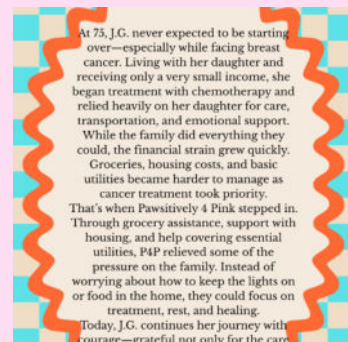 At 75, J.G. never expected to be starting
over—especially while facing breast
cancer. Living with her daughter and
receiving only a very small income, she
began treatment with chemotherapy and
relied heavily on her daughter for care,
transportation, and emotional support.
While the family did everything they
could, the financial strain grew quickly.
Groceries, housing costs, and basic
utilities became harder to manage as
cancer treatment took priority.
That's when Pawsitively 4 Pink stepped in.
Through grocery assistance, support with
housing, and help covering essential
utilities, P4P relieved some of the
pressure on the family. Instead of
worrying about how to keep the lights on
or food in the home, they could focus on
treatment, rest, and healing.
Today, J.G. continues her journey with
courage—grateful not only for the care